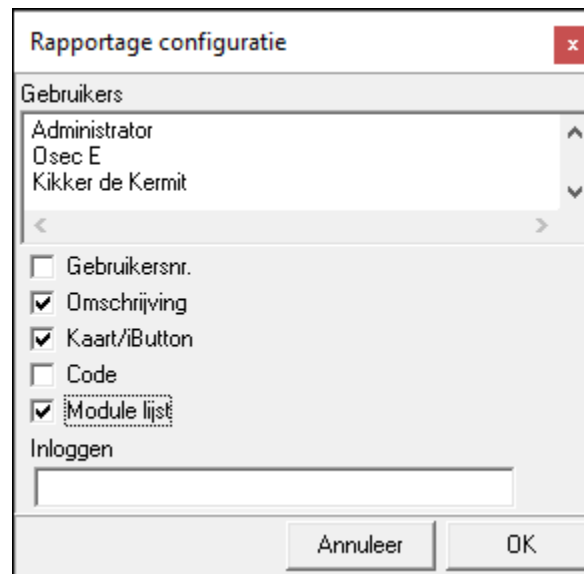 Rapportage configuratie
x
Gebruikers
Administrator
Osec E
Kikker de Kermit
Gebruikersnr.
Omschrijving
Kaart/iButton
Code
Module lijst
Inloggen
Annuleer OK